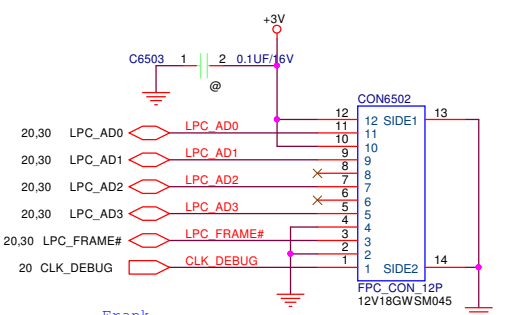 +3V
C6503 1 2 0.1UF/16V
@
CON6502
12 12 SIDE1 13
20,30 LPC_AD0 LPC_AD0 11 11
10 10
20,30 LPC_AD1 LPC_AD1 9 9
8 8
20,30 LPC_AD2 LPC_AD2 7 7
6 6
20,30 LPC_AD3 LPC_AD3 5 5
4 4
20,30 LPC_FRAME# LPC_FRAME# 3 3
2 2
20 CLK_DEBUG CLK_DEBUG 1 1 SIDE2 14
FPC_CON_12P
12V18GWSM045
Frank